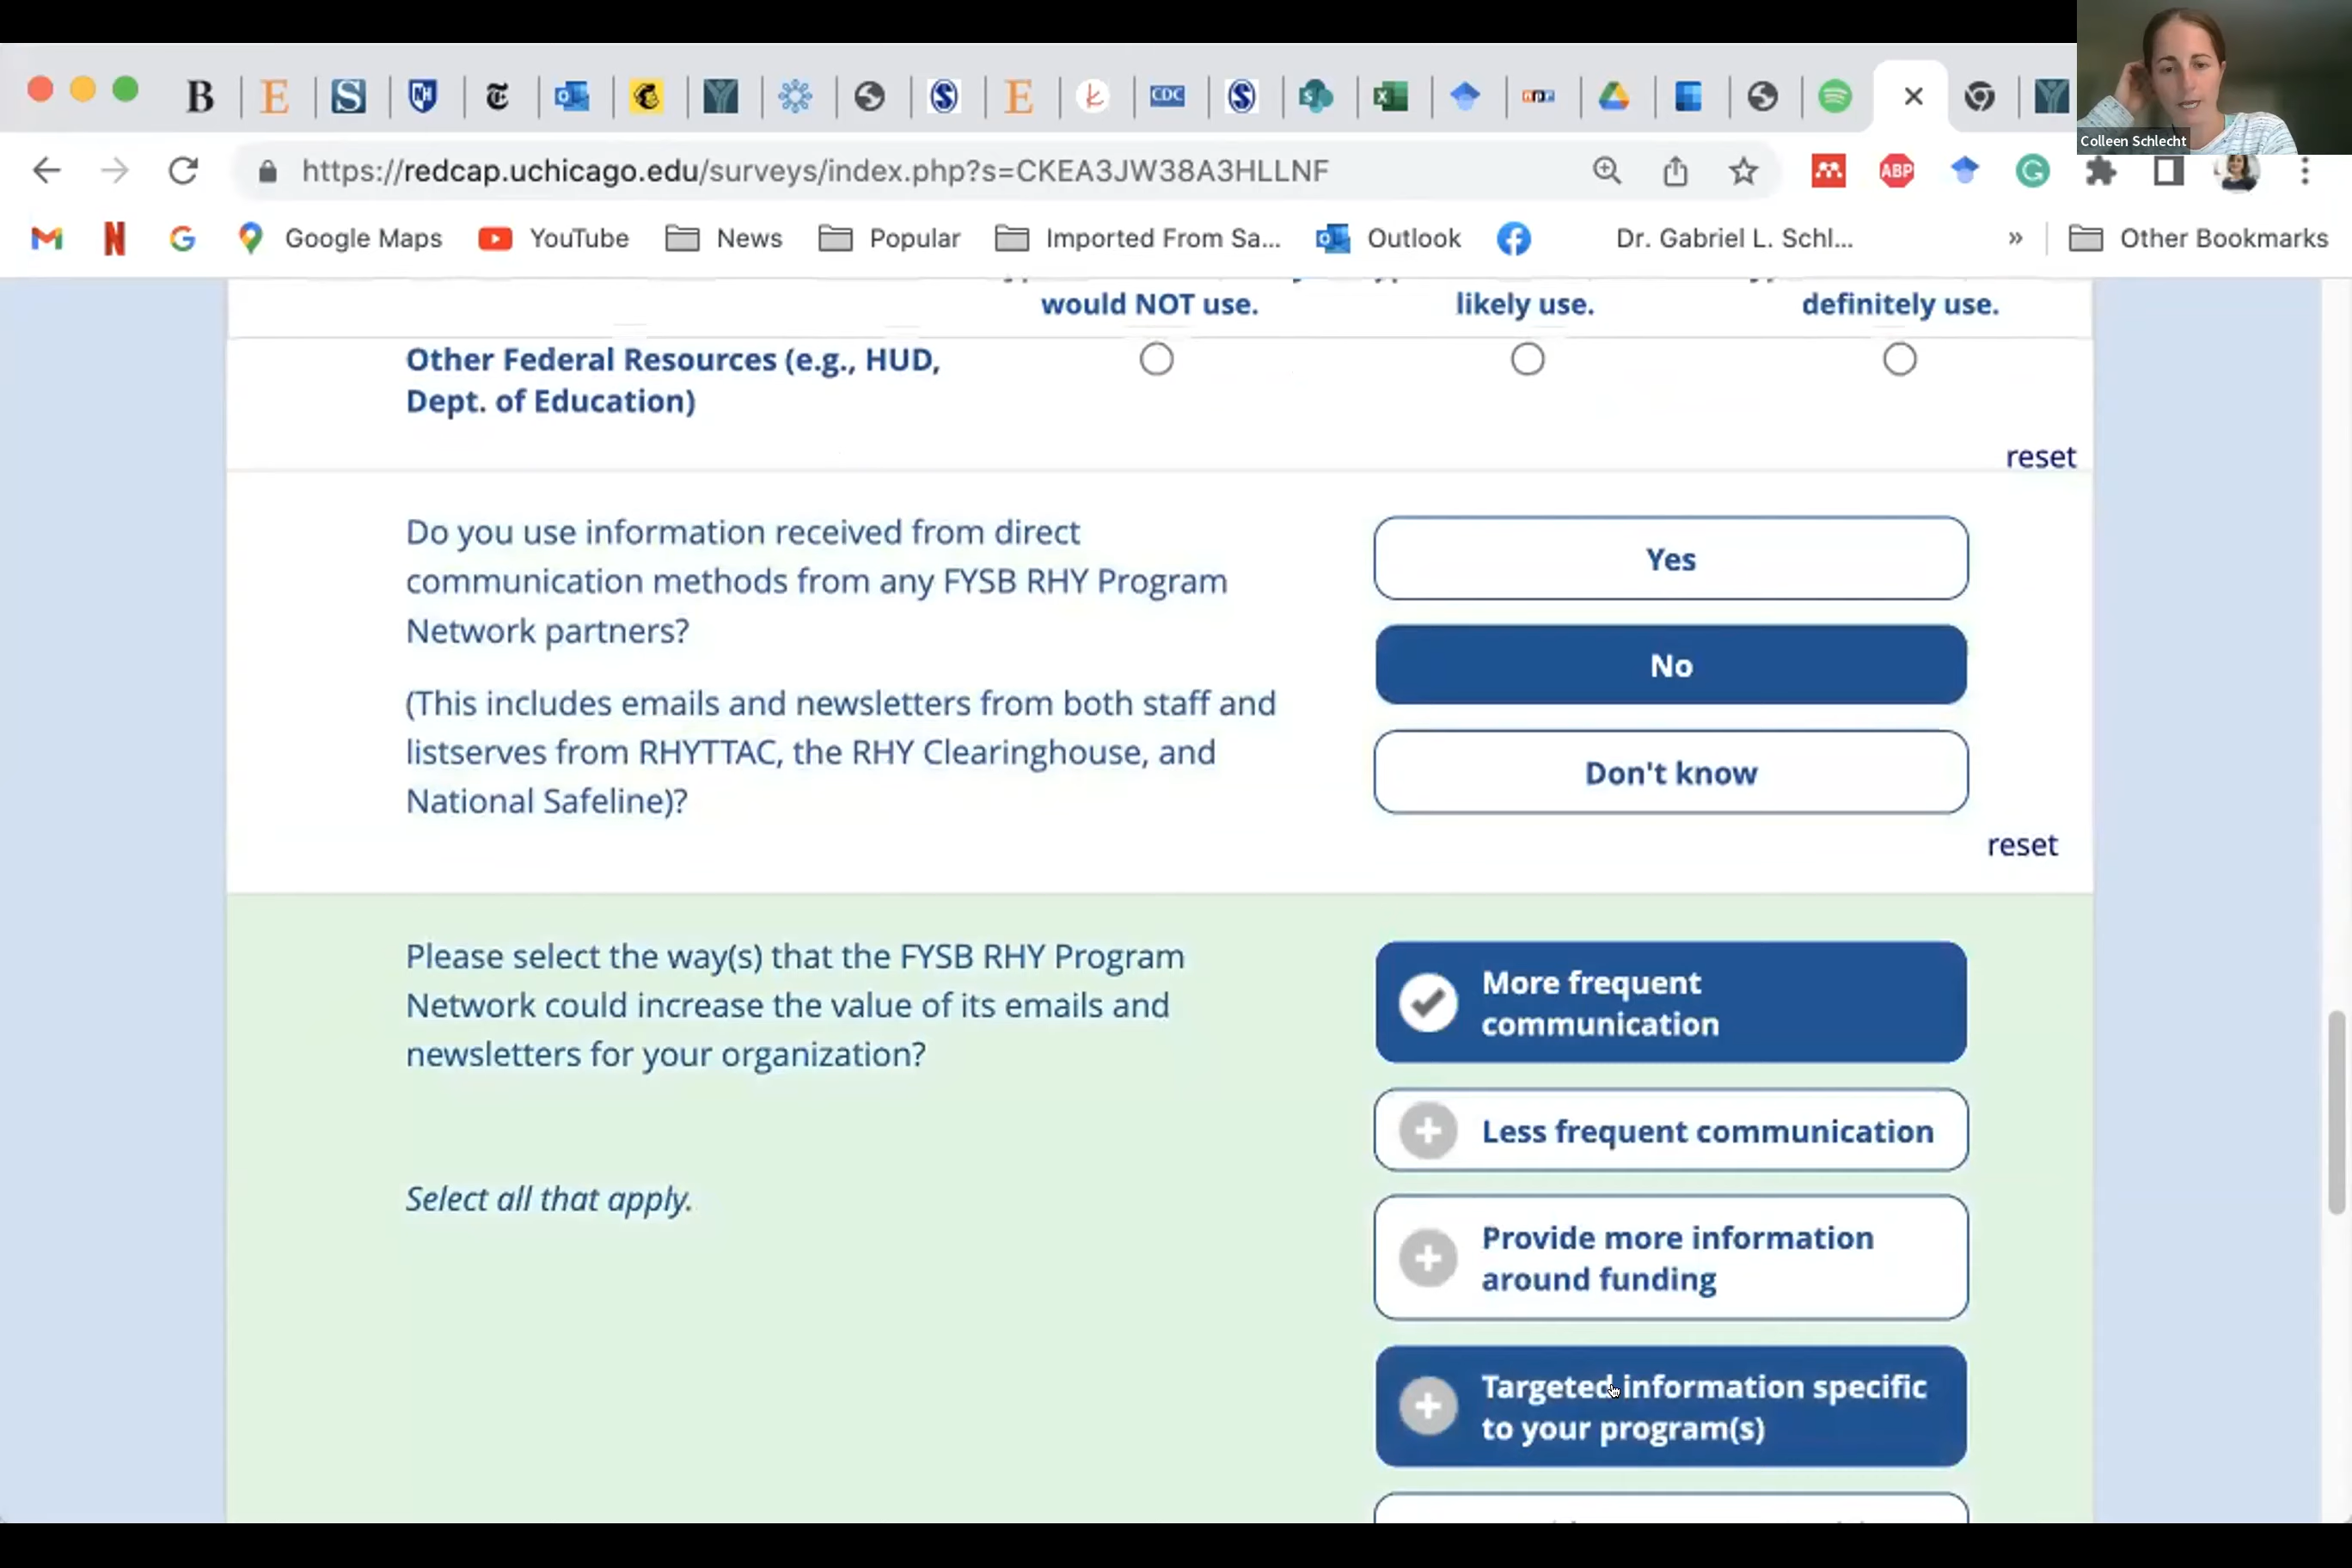 Colleen Schlecht
https://redcap.uchicago.edu/surveys/index.php?s=CKEA3JW38A3HLLNF
Google Maps
YouTube
News
Popular
Imported From Sa...
Outlook
Dr. Gabriel L. Schl...
»
Other Bookmarks
would NOT use.
likely use.
definitely use.
Other Federal Resources (e.g., HUD,
Dept. of Education)
reset
Do you use information received from direct
communication methods from any FYSB RHY Program
Network partners?
(This includes emails and newsletters from both staff and
listserves from RHYTTAC, the RHY Clearinghouse, and
National Safeline)?
Yes
No
Don't know
reset
Please select the way(s) that the FYSB RHY Program
Network could increase the value of its emails and
newsletters for your organization?
Select all that apply.
More frequent
communication
Less frequent communication
Provide more information
around funding
Targeted information specific
to your program(s)